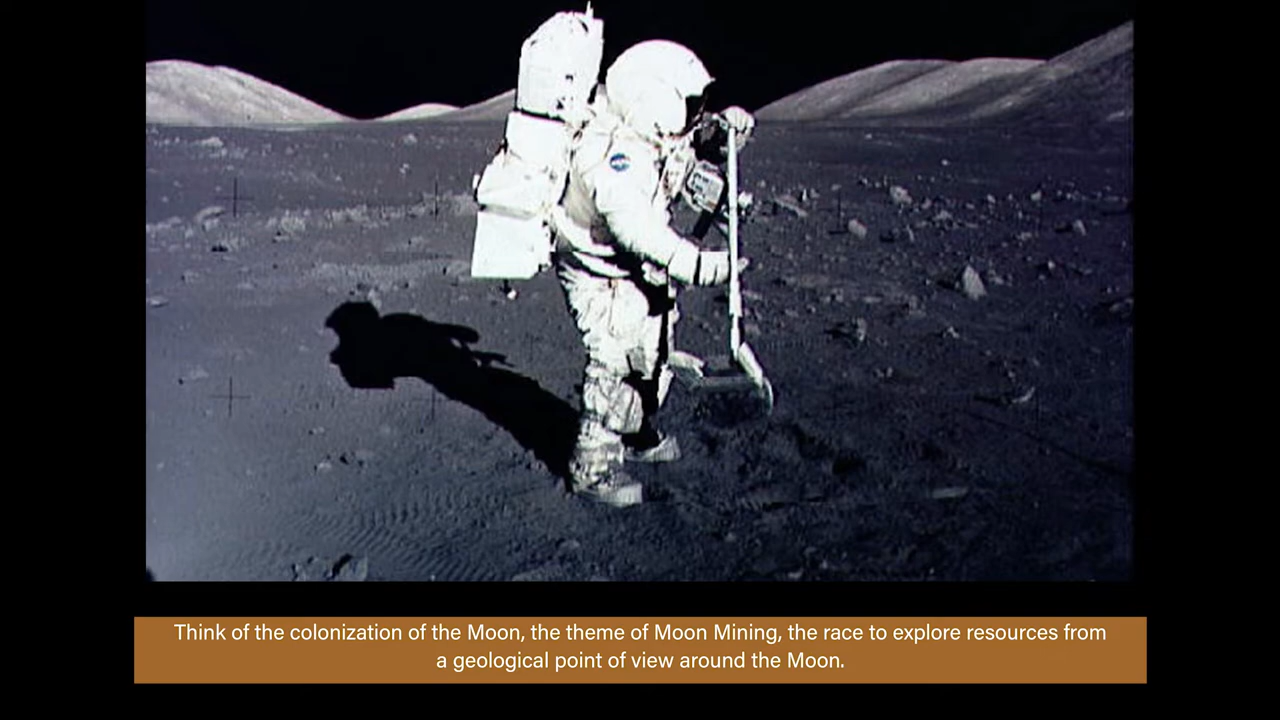 Think of the colonization of the Moon, the theme of Moon Mining, the race to explore resources from
a geological point of view around the Moon.